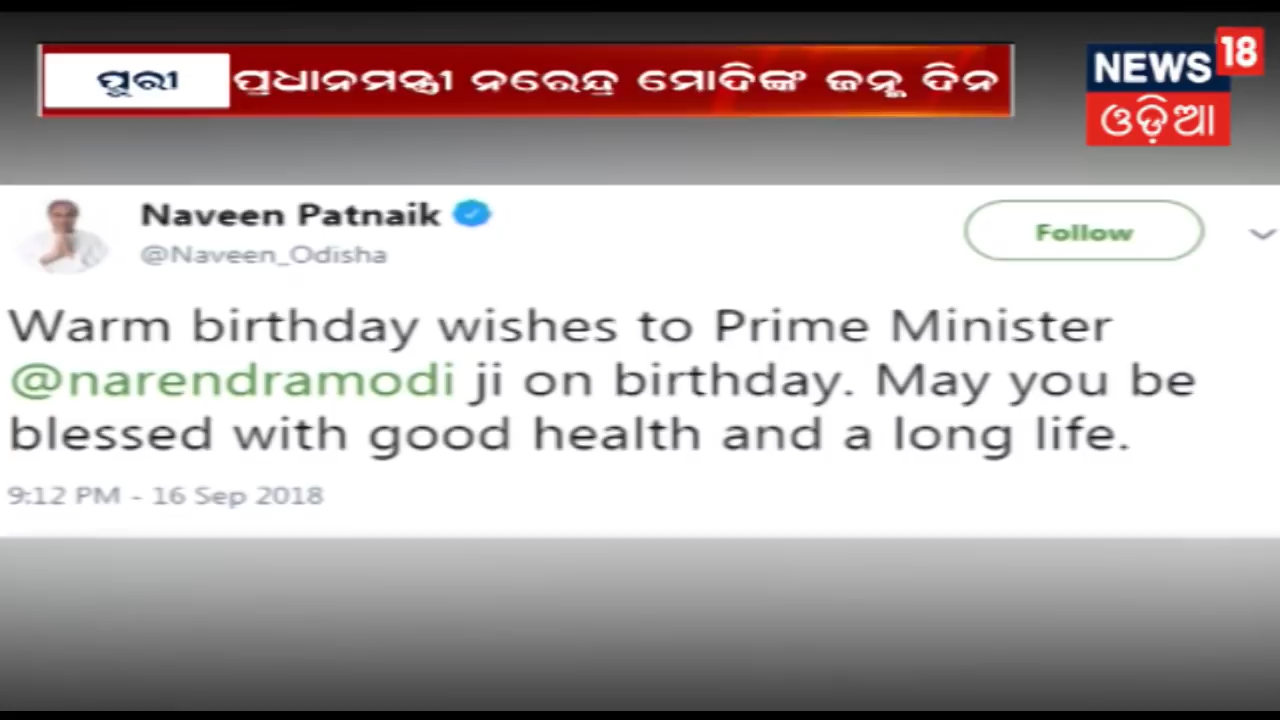 ପୁରୀ ପ୍ରଧାନମନ୍ତ୍ରୀ ନରେନ୍ଦ୍ର ମୋଦିଙ୍କ ଜନ୍ମ ଦିନ
NEWS 18
ଓଡ଼ିଆ
Naveen Patnaik
@Naveen_Odisha
Follow
Warm birthday wishes to Prime Minister
@narendramodi ji on birthday. May you be
blessed with good health and a long life.
9:12 PM - 16 Sep 2018